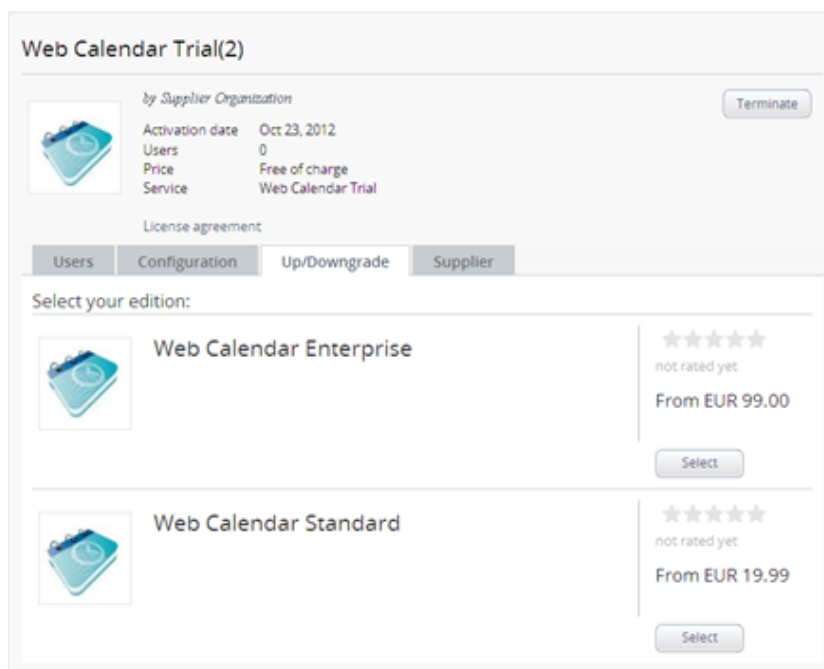 Web Calendar Trial(2)
by Supplier Organization
Terminate
Activation date Oct 23, 2012
Users 0
Price Free of charge
Service Web Calendar Trial
License agreement
Users Configuration Up/Downgrade Supplier
Select your edition:
Web Calendar Enterprise
not rated yet
From EUR 99.00
Select
Web Calendar Standard
not rated yet
From EUR 19.99
Select